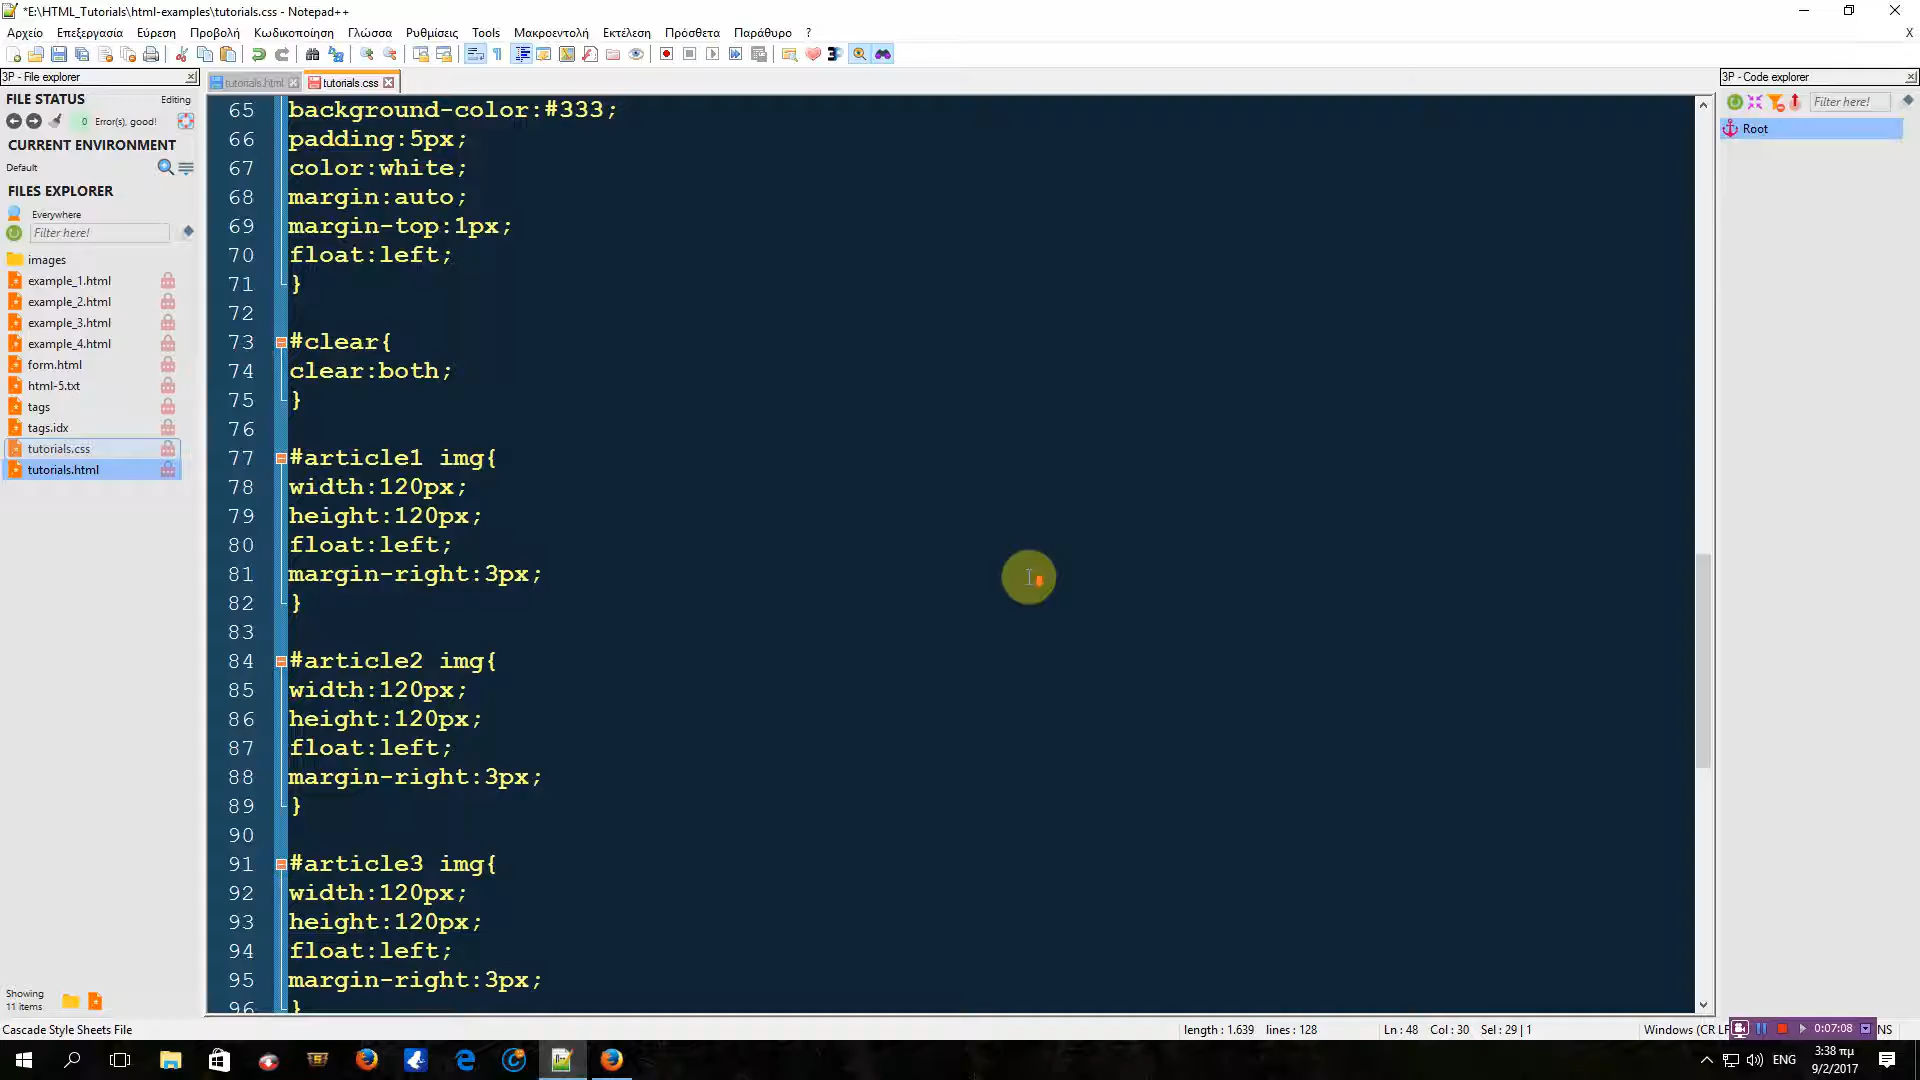 *E:\HTML_Tutorials\html-examples\tutorials.css - Notepad++
Αρχείο Επεξεργασία Εύρεση Προβολή Κωδικοποίηση Γλώσσα Ρυθμίσεις Tools Μακροεντολή Εκτέλεση Πρόσθετα Παράθυρο ? X
3P - File explorer
tutorials.html tutorials.css
3P - Code explorer
FILE STATUS Editing
0 Error(s), good!
CURRENT ENVIRONMENT
Default
FILES EXPLORER
Everywhere
Filter here!
images
example_1.html
example_2.html
example_3.html
example_4.html
form.html
html-5.txt
tags
tags.idx
tutorials.css
tutorials.html
Showing
11 items
65 background-color:#333;
66 padding:5px;
67 color:white;
68 margin:auto;
69 margin-top:1px;
70 float:left;
71 }
72
73 #clear{
74 clear:both;
75 }
76
77 #article1 img{
78 width:120px;
79 height:120px;
80 float:left;
81 margin-right:3px;
82 }
83
84 #article2 img{
85 width:120px;
86 height:120px;
87 float:left;
88 margin-right:3px;
89 }
90
91 #article3 img{
92 width:120px;
93 height:120px;
94 float:left;
95 margin-right:3px;
96 }
Filter here!
Root
Cascade Style Sheets File length : 1.639 lines : 128 Ln : 48 Col : 30 Sel : 29 | 1 Windows (CR LF 0:07:08 NS
ENG
3:38 πμ
9/2/2017